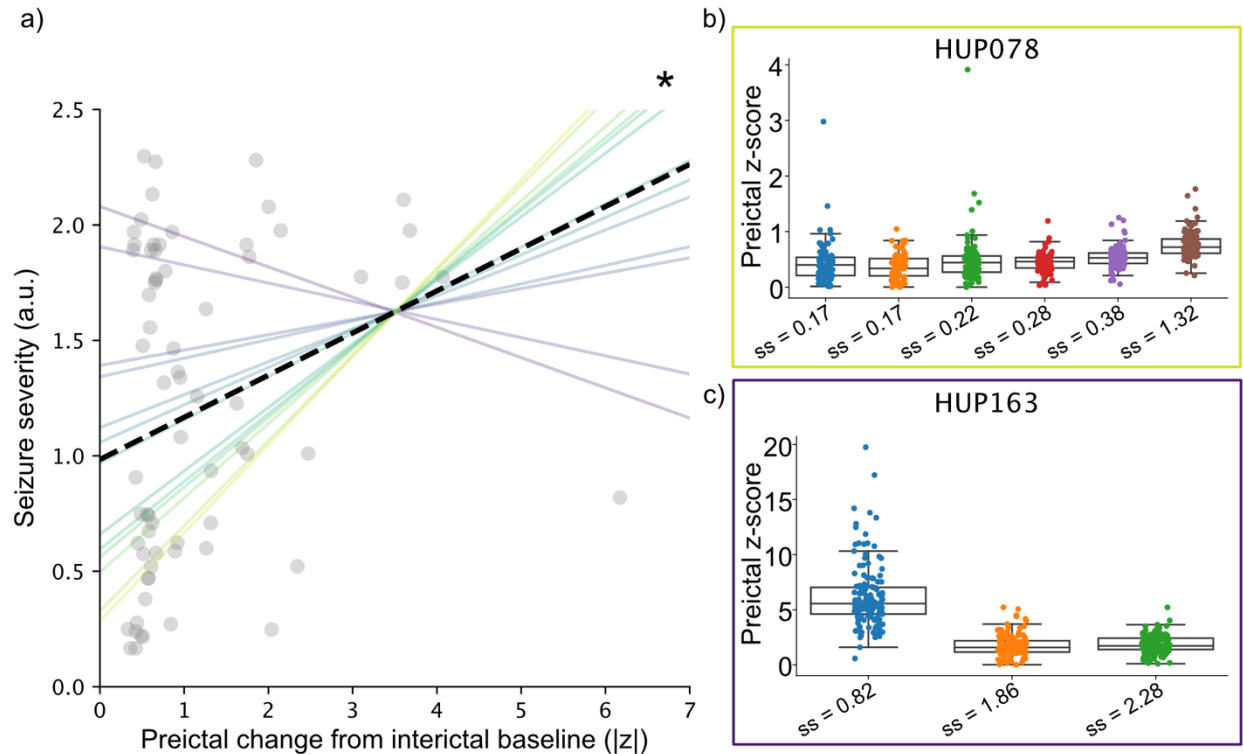 a)
*
Seizure severity (a.u.)
2.5
2.0
1.5
1.0
0.5
0.0
0 1 2 3 4 5 6 7
Preictal change from interictal baseline (|z|)
b)
HUP078
Preictal z-score
4
3
2
1
0
ss = 0.17
ss = 0.17
ss = 0.22
ss = 0.28
ss = 0.38
ss = 1.32
c)
HUP163
Preictal z-score
20
15
10
5
0
ss = 0.82
ss = 1.86
ss = 2.28